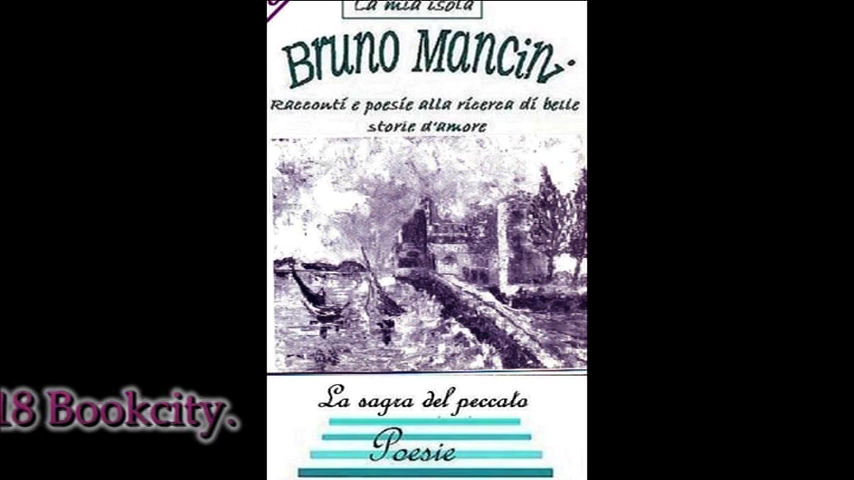 La mia isola
Bruno Mancini
Racconti e poesie alla ricerca di belle
storie d'amore
18 Bookcity.
La sagra del peccato
Poesie